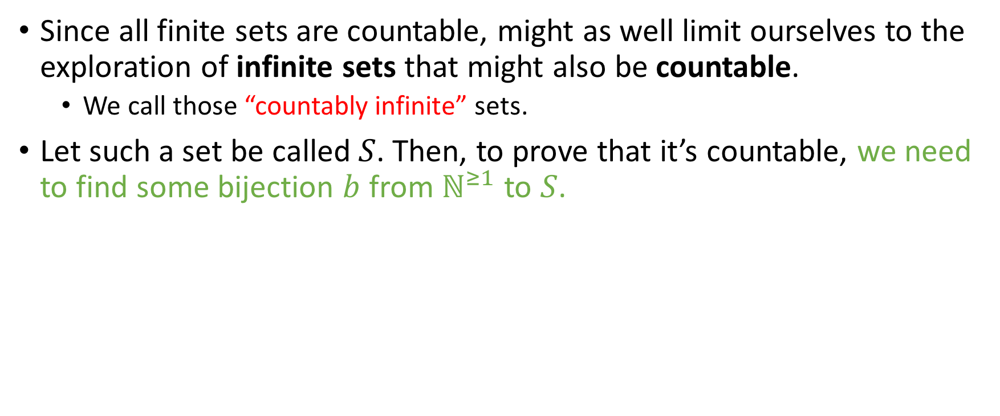 • Since all finite sets are countable, might as well limit ourselves to the
exploration of infinite sets that might also be countable.
• We call those “countably infinite” sets.
• Let such a set be called 𝑆. Then, to prove that it’s countable, we need
to find some bijection 𝑏 from ℕ≥1 to 𝑆.